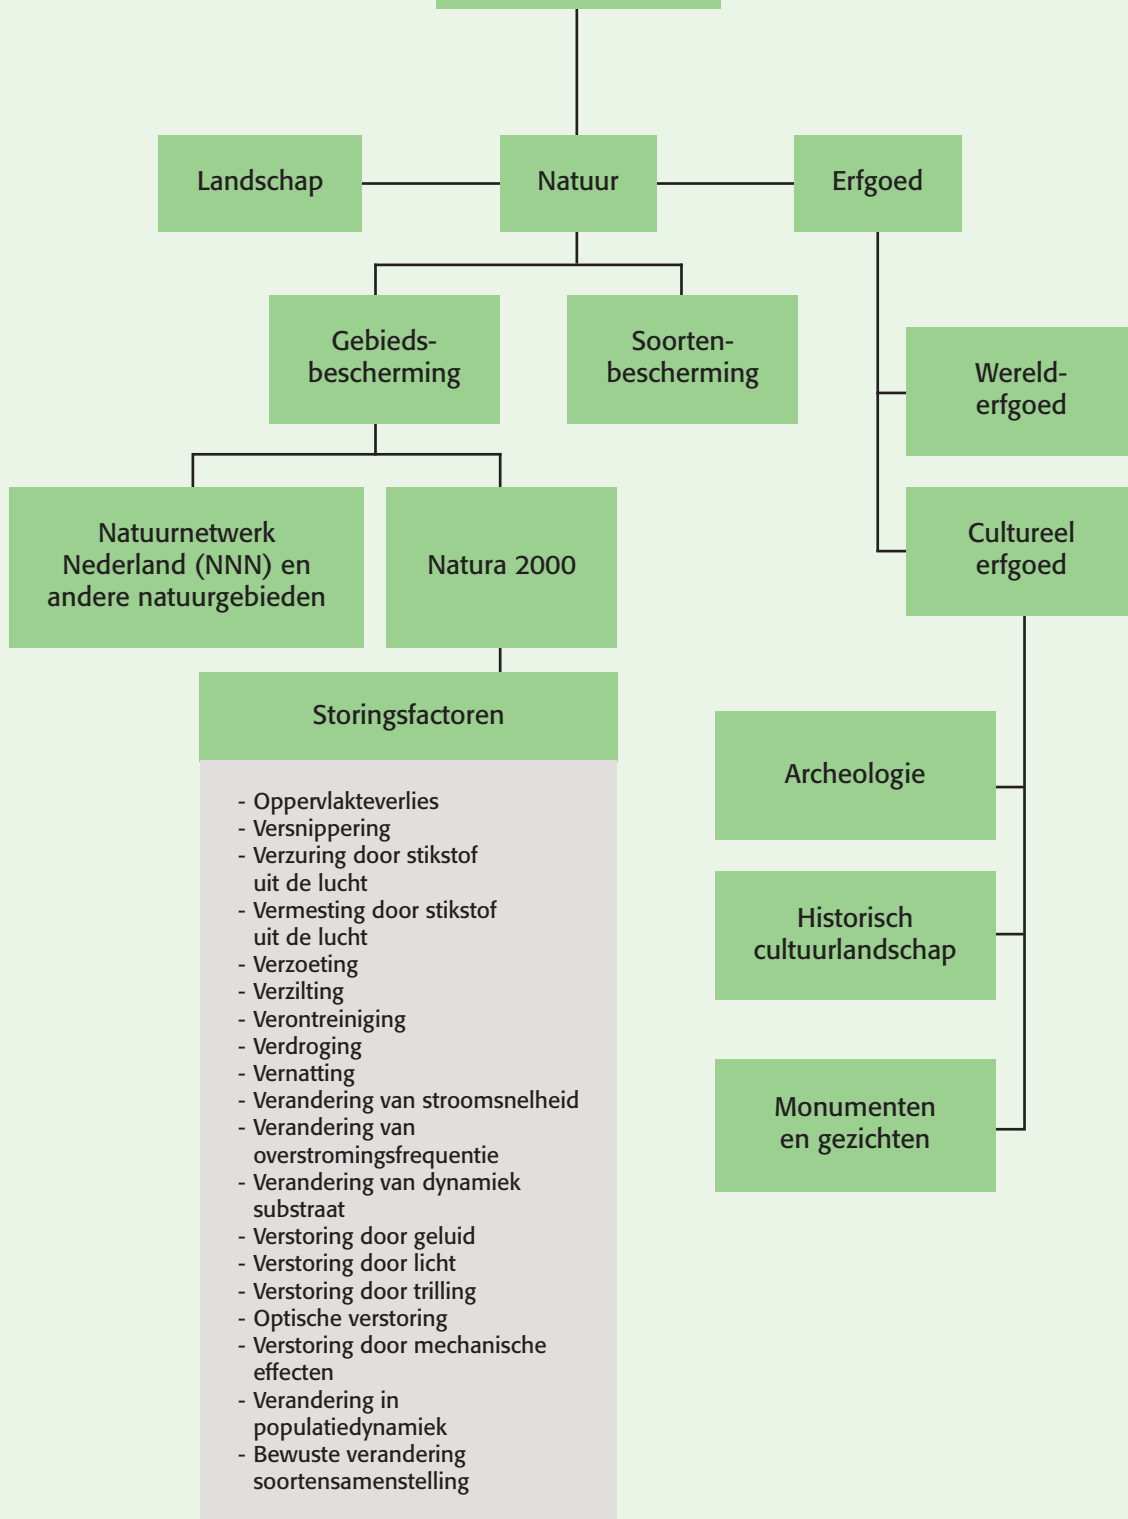 Landschap
Natuur
Erfgoed
Gebieds-
bescherming
Soorten-
bescherming
Wereld-
erfgoed
Natuurnetwerk
Nederland (NNN) en
andere natuurgebieden
Natura 2000
Cultureel
erfgoed
Storingsfactoren
- Oppervlakteverlies
- Versnippering
- Verzuring door stikstof
uit de lucht
- Vermesting door stikstof
uit de lucht
- Verzoeting
- Verzilting
- Verontreiniging
- Verdroging
- Vernatting
- Verandering van stroomsnelheid
- Verandering van
overstromingsfrequentie
- Verandering van dynamiek
substraat
- Verstoring door geluid
- Verstoring door licht
- Verstoring door trilling
- Optische verstoring
- Verstoring door mechanische
effecten
- Verandering in
populatiedynamiek
- Bewuste verandering
soortensamenstelling
Archeologie
Historisch
cultuurlandschap
Monumenten
en gezichten